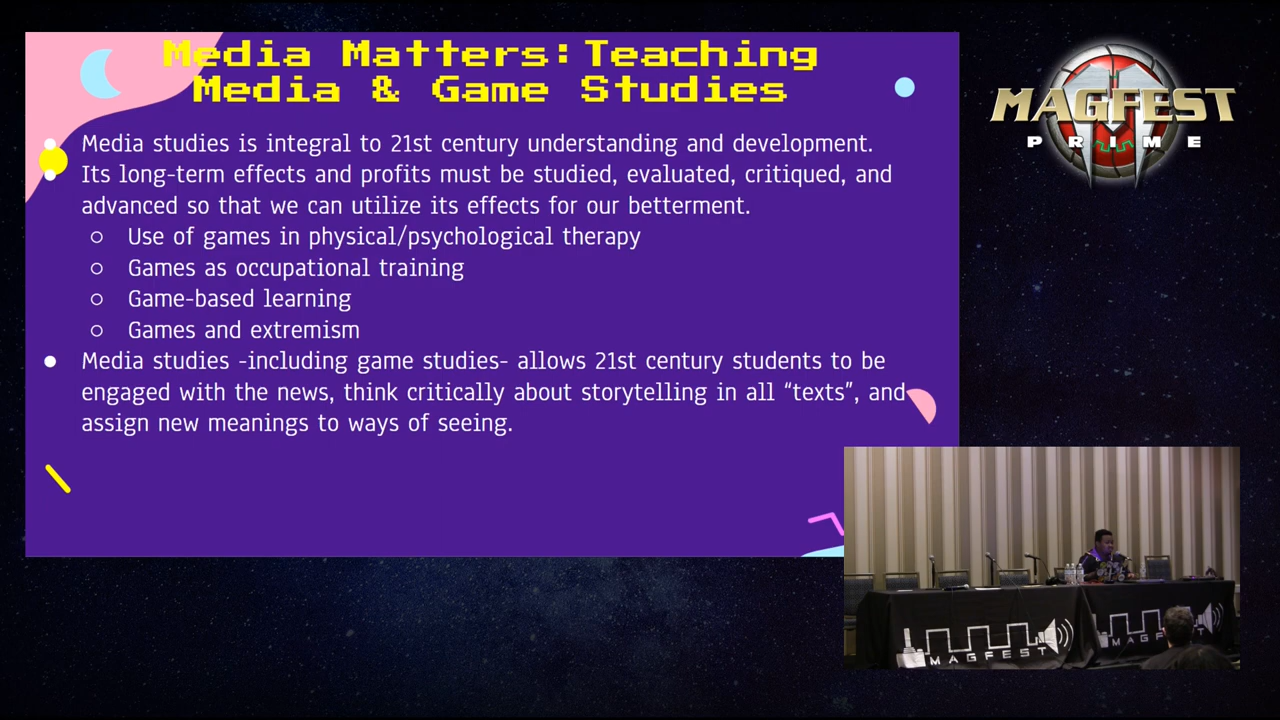 Media Matters: Teaching
Media & Game Studies
Media studies is integral to 21st century understanding and development.
Its long-term effects and profits must be studied, evaluated, critiqued, and
advanced so that we can utilize its effects for our betterment.
Use of games in physical/psychological therapy
Games as occupational training
Game-based learning
Games and extremism
Media studies -including game studies- allows 21st century students to be
engaged with the news, think critically about storytelling in all “texts”, and
assign new meanings to ways of seeing.
MAGFEST
PRIME
MAGFEST
MAGFEST